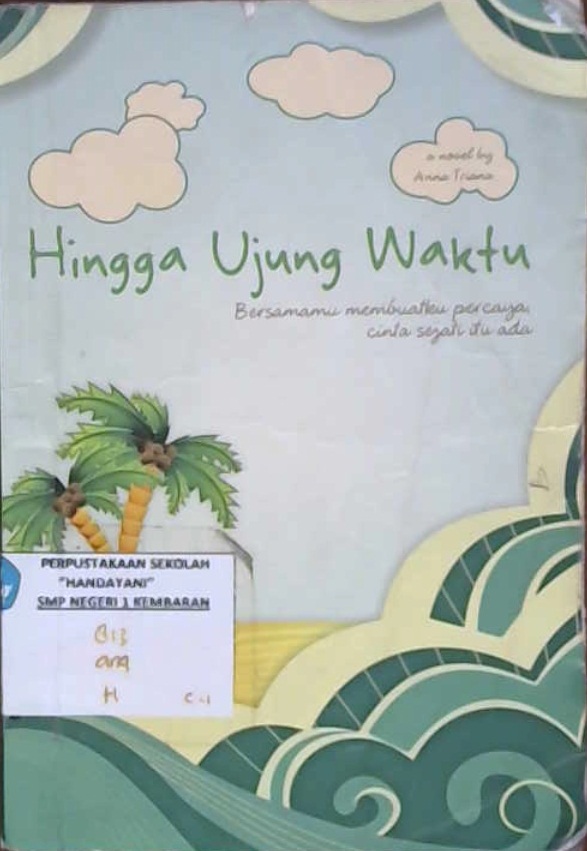 a novel by
Anna Triana
Hingga Ujung Waktu
Bersamamu membuatku percaya,
cinta sejati itu ada
PERPUSTAKAAN SEKOLAH
"HANDAYANI"
SMP NEGERI 1 KEMBARAN
813
ana
H C-1